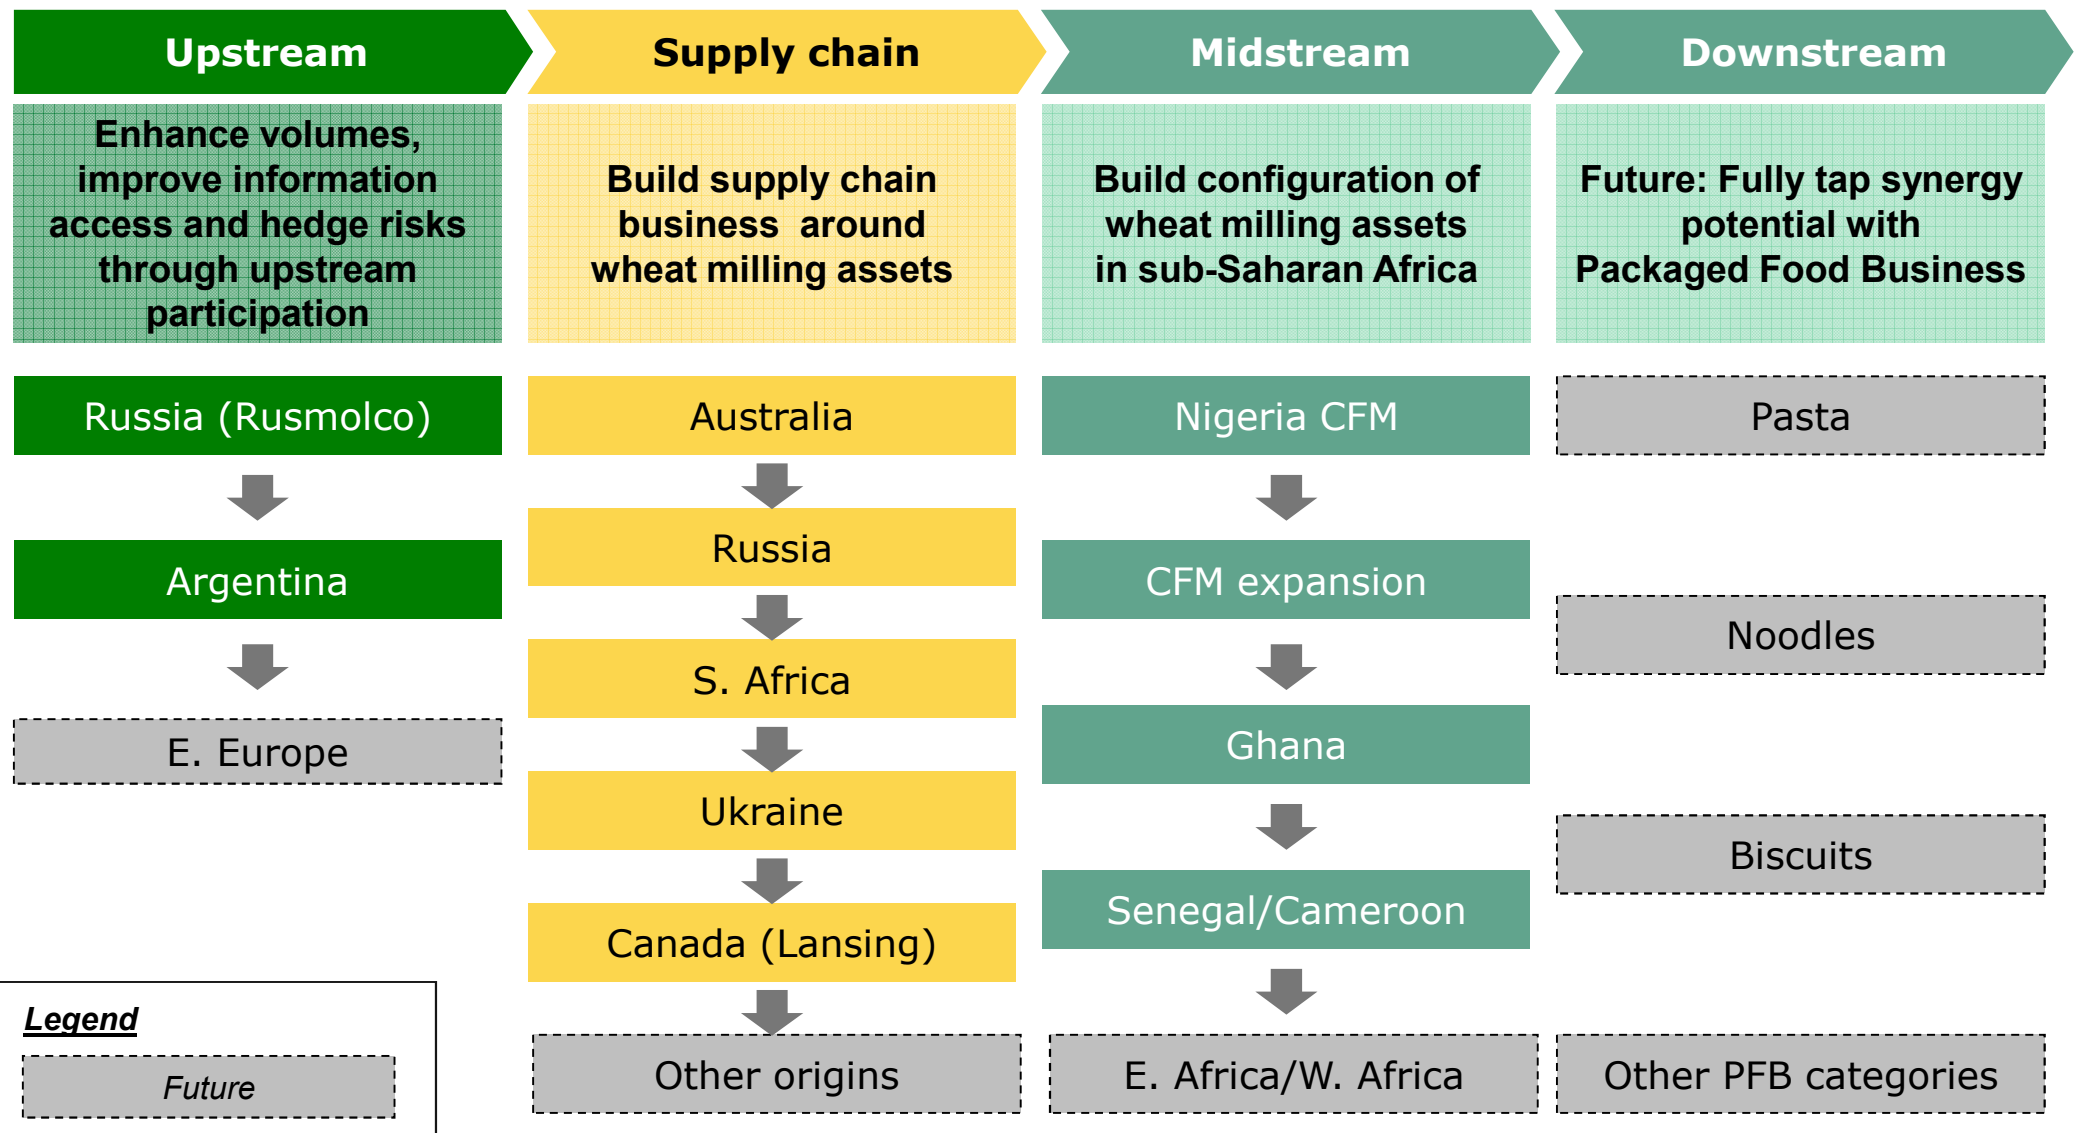 Upstream
Supply chain
Midstream
Downstream
Enhance volumes,
improve information
access and hedge risks
through upstream
participation
Build supply chain
business around
wheat milling assets
Build configuration of
wheat milling assets
in sub-Saharan Africa
Future: Fully tap synergy
potential with
Packaged Food Business
Russia (Rusmolco)
Argentina
E. Europe
Australia
Russia
S. Africa
Ukraine
Canada (Lansing)
Other origins
Nigeria CFM
CFM expansion
Ghana
Senegal/Cameroon
E. Africa/W. Africa
Pasta
Noodles
Biscuits
Other PFB categories
Legend
Future